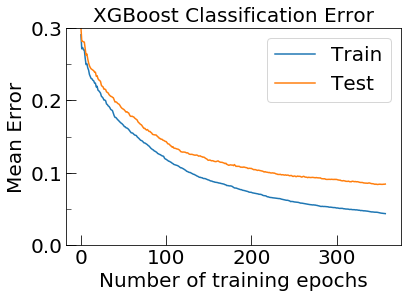 XGBoost Classification Error
0.3
0.2
0.1
0.0
Mean Error
Train
Test
0
100
200
300
Number of training epochs